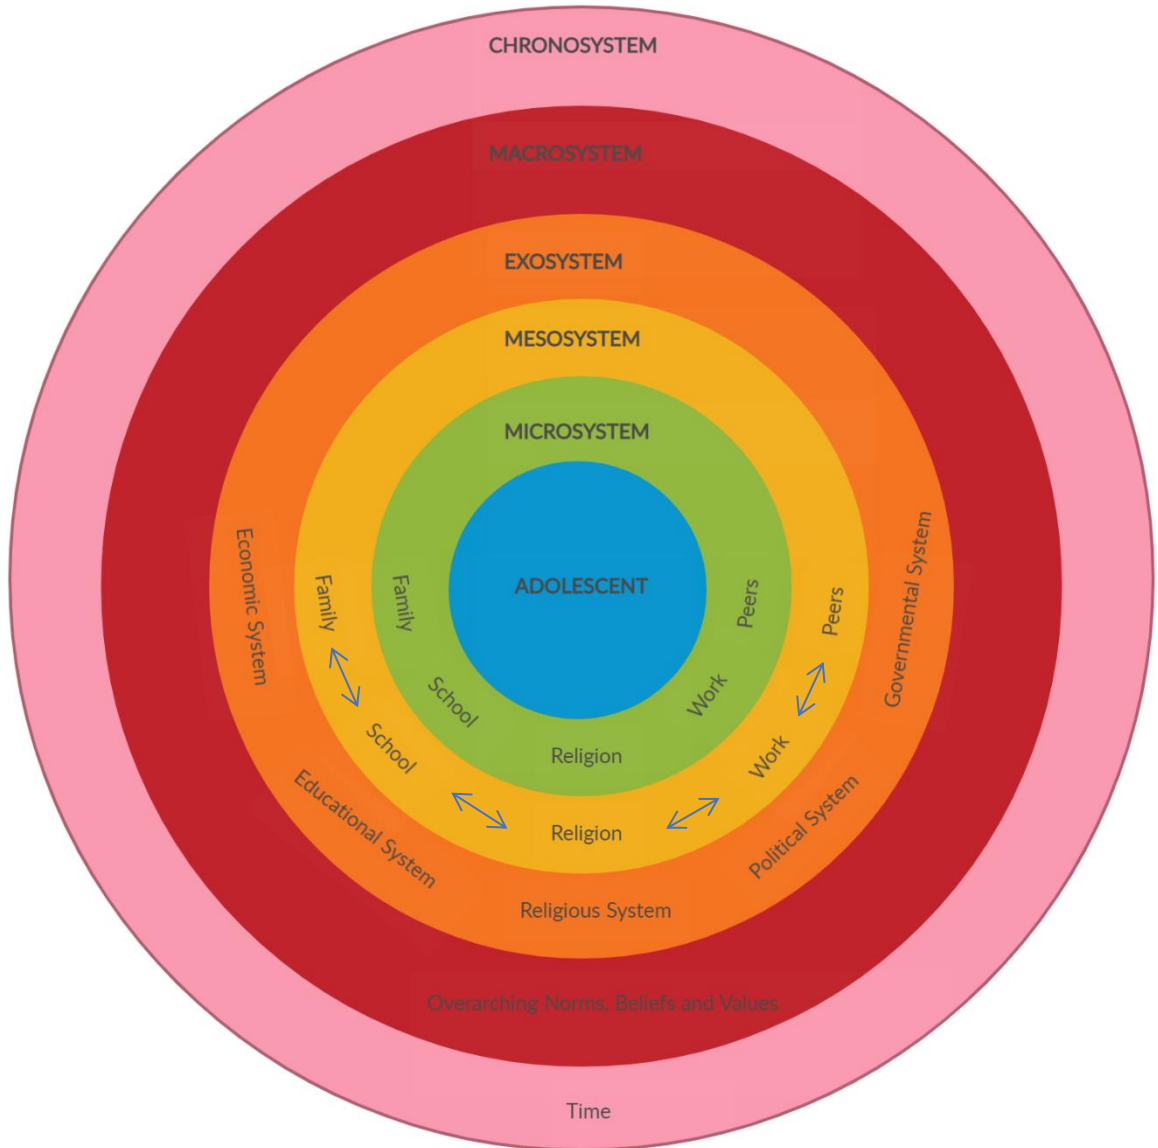 CHRONOSYSTEM
MACROSYSTEM
EXOSYSTEM
MESOSYSTEM
MICROSYSTEM
ADOLESCENT
Family
School
Religion
Work
Peers
Family
School
Religion
Work
Peers
Economic System
Educational System
Religious System
Political System
Governmental System
Overarching Norms, Beliefs and Values
Time